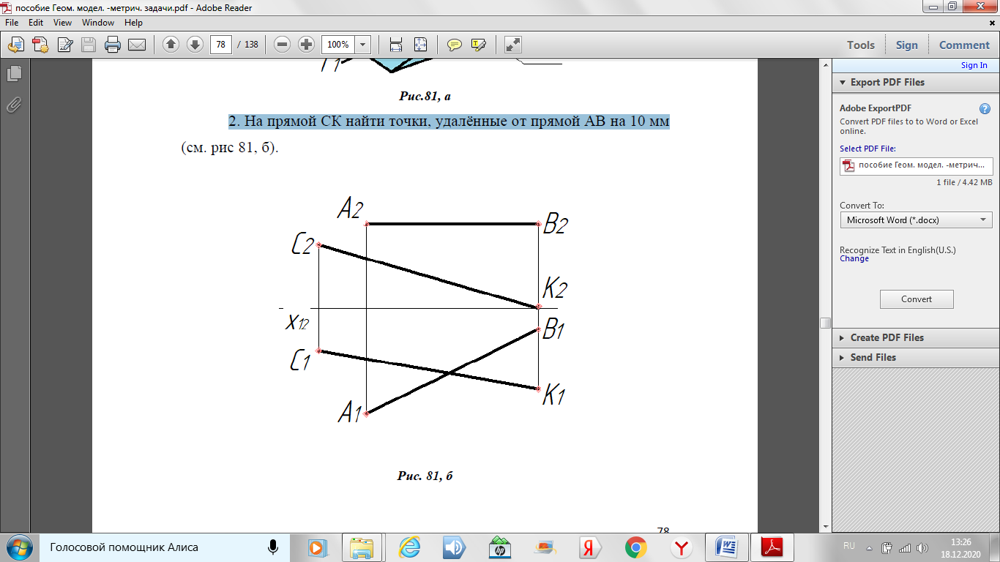 пособие Геом. модел. -метрич. задачи.pdf - Adobe Reader
File Edit View Window Help
78 / 138 100% Tools Sign Comment
Sign In
Export PDF Files
Adobe ExportPDF
Convert PDF files to to Word or Excel
online.
Select PDF File:
пособие Геом. модел. -метрич...
1 file / 4.42 MB
Convert To:
Microsoft Word (*.docx)
Recognize Text in English(U.S.)
Change
Convert
Create PDF Files
Send Files
Рис.81, а
2. На прямой СК найти точки, удалённые от прямой АВ на 10 мм
(см. рис 81, б).
A2
B2
C2
K2
X12
B1
C1
K1
A1
Рис. 81, б
78
Голосовой помощник Алиса
RU
13:26
18.12.2020